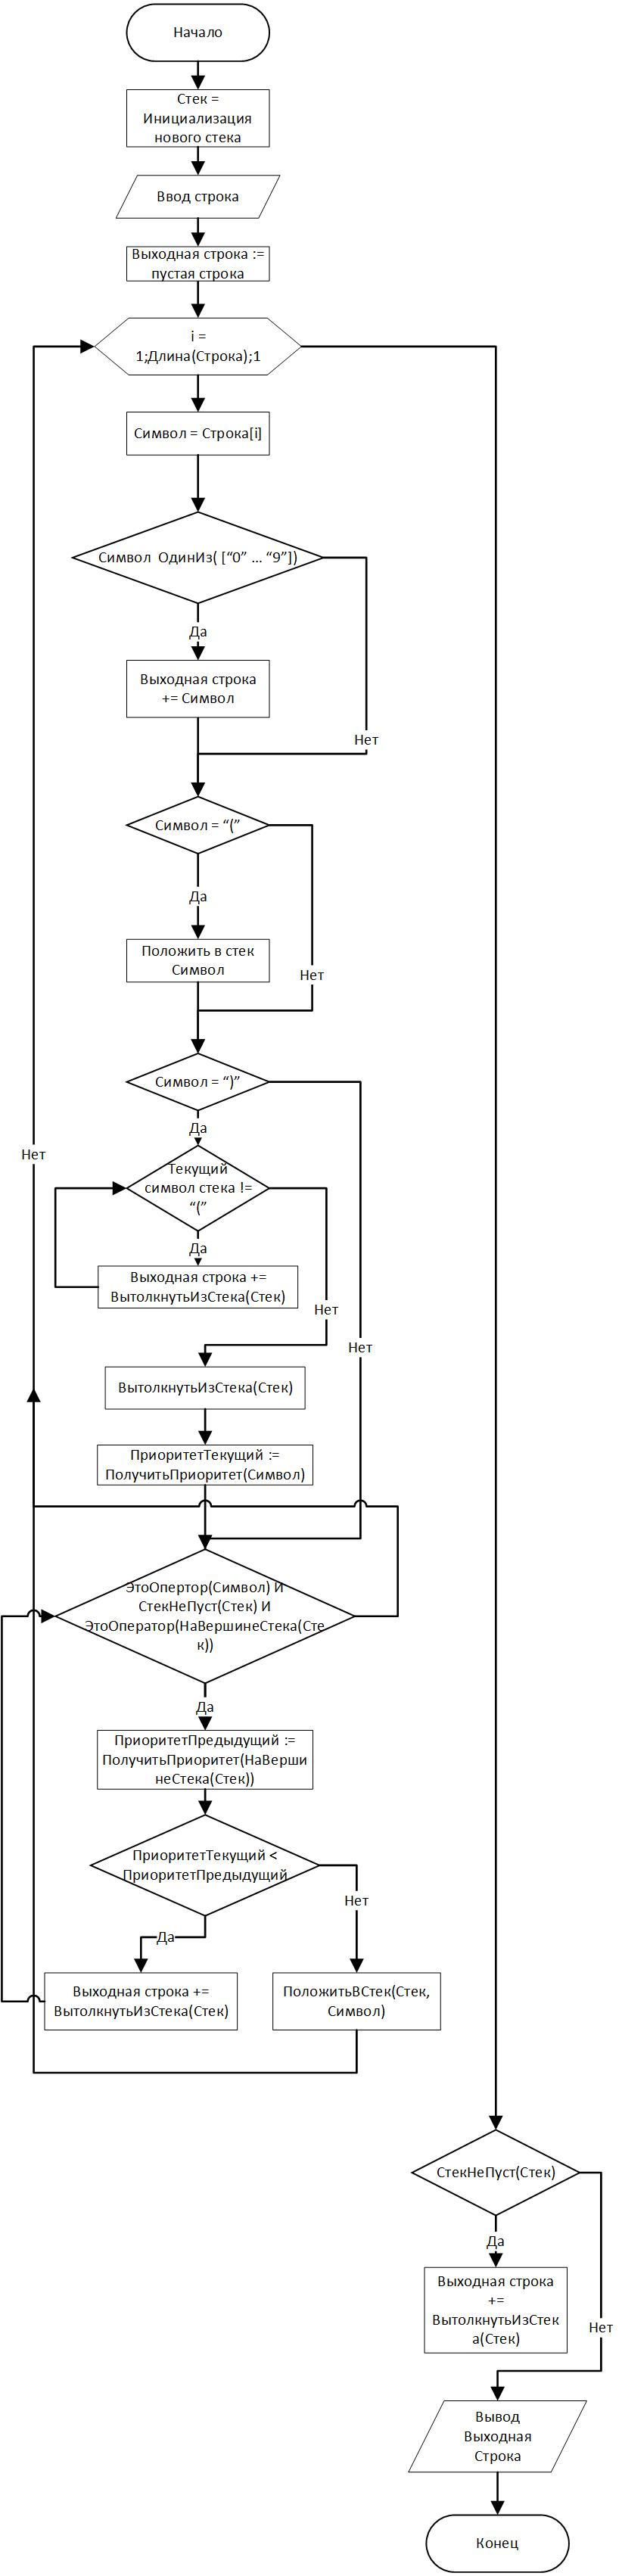 Начало
Стек =
Инициализация
нового стека
Ввод строка
Выходная строка :=
пустая строка
i =
1;Длина(Строка);1
Символ = Строка[i]
Символ  ОдинИз( [“0” ... “9”])
Да
Выходная строка
+= Символ
Нет
Символ = “(”
Да
Положить в стек
Символ
Нет
Символ = “)”
Да
Нет
Текущий
символ стека !=
“(”
Да
Выходная строка +=
ВытолкнутьИзСтека(Стек)
Нет
Нет
ВытолкнутьИзСтека(Стек)
ПриоритетТекущий :=
ПолучитьПриоритет(Символ)
ЭтоОпертор(Символ) И
СтекНеПуст(Стек) И
ЭтоОператор(НаВершинеСтека(Сте
к))
Да
ПриоритетПредыдущий :=
ПолучитьПриоритет(НаВерши
неСтека(Стек))
ПриоритетТекущий <
ПриоритетПредыдущий
Нет
Да
Выходная строка +=
ВытолкнутьИзСтека(Стек)
ПоложитьВСтек(Стек,
Символ)
СтекНеПуст(Стек)
Да
Выходная строка
+=
ВытолкнутьИзСтек
а(Стек)
Нет
Вывод
Выходная
Строка
Конец